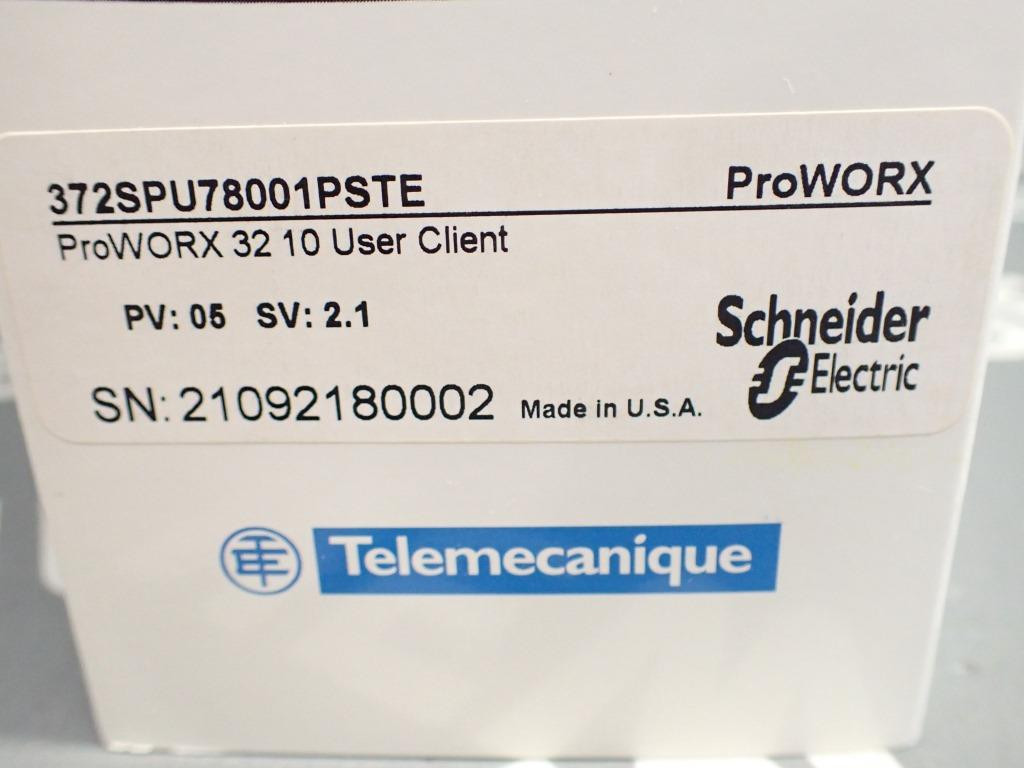 372SPU78001PSTE ProWORX
ProWORX 32 10 User Client
PV: 05 SV: 2.1
Schneider
Electric
SN: 21092180002 Made in U.S.A.
Telemecanique